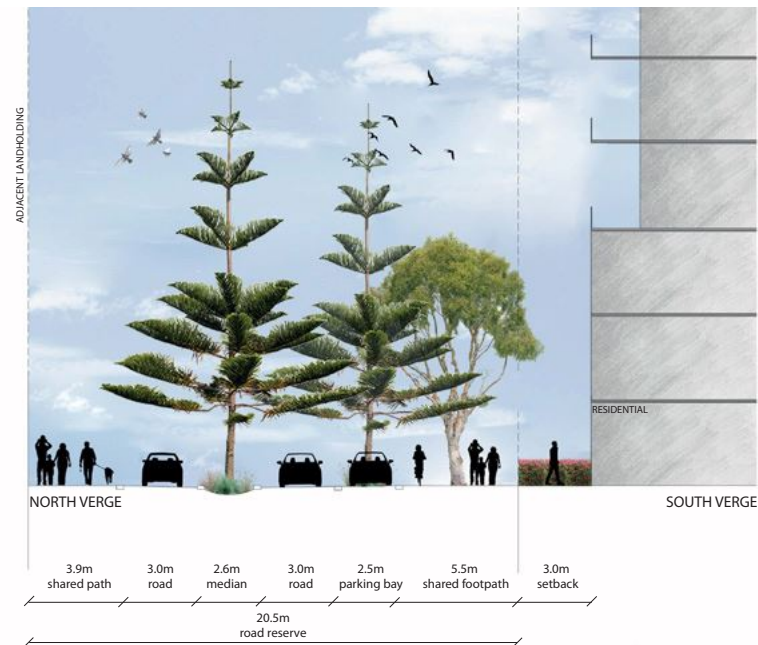 ADJACENT LANDHOLDING
RESIDENTIAL
NORTH VERGE
SOUTH VERGE
3.9m
shared path
3.0m
road
2.6m
median
3.0m
road
2.5m
parking bay
5.5m
shared footpath
3.0m
setback
20.5m
road reserve